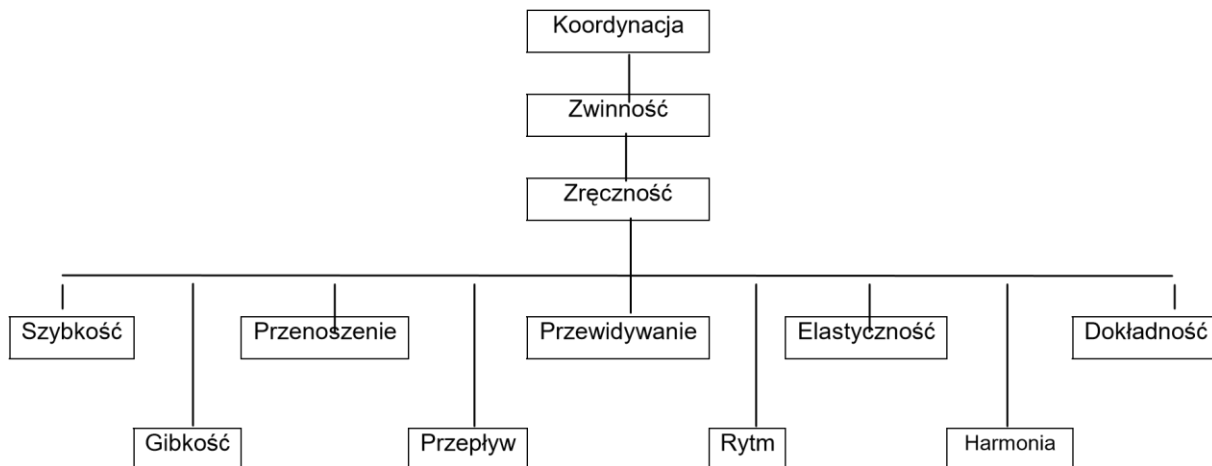 Koordynacja
Zwinność
Zręczność
Szybkość
Przenoszenie
Przewidywanie
Elastyczność
Dokładność
Gibkość
Przepływ
Rytm
Harmonia